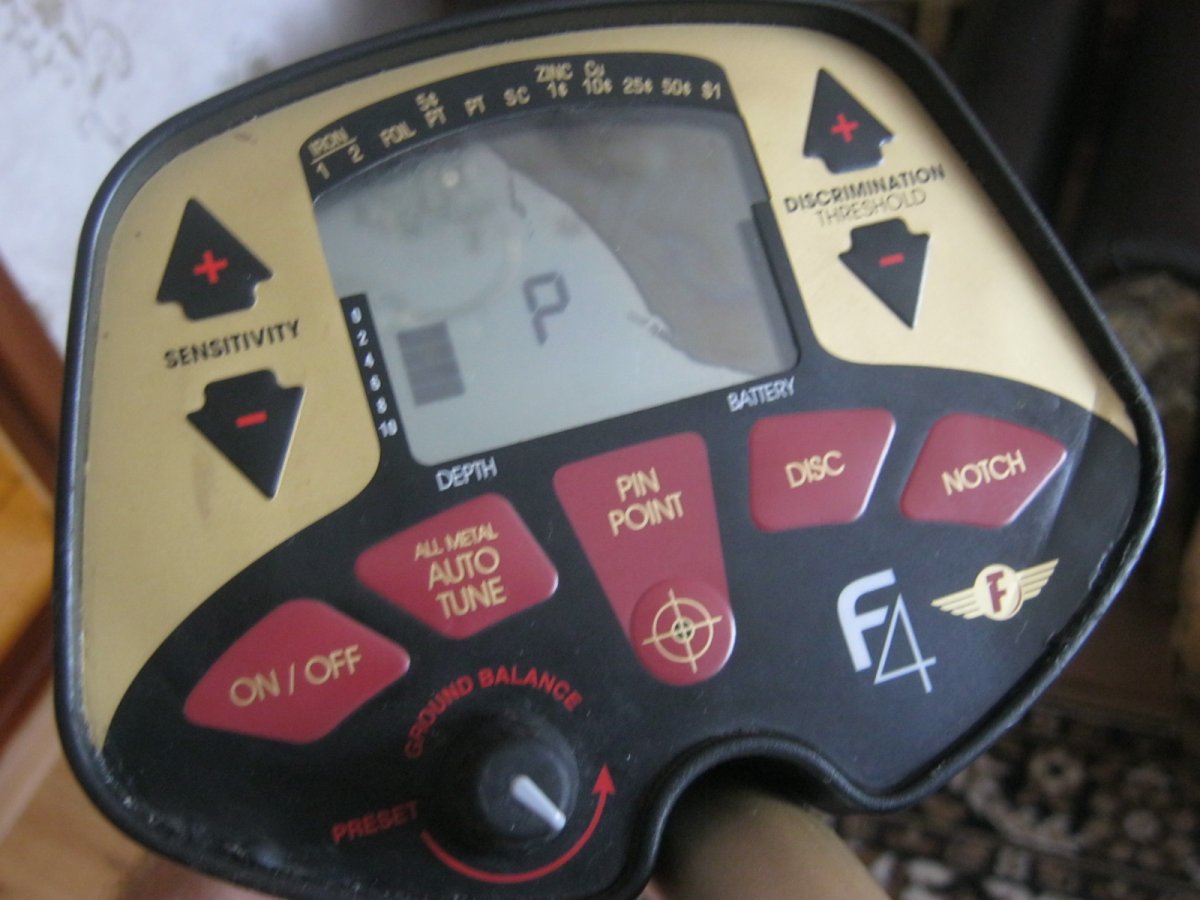 ZINC Cu
5¢
IRON
1 2 FOIL PT PT SC 1¢ 10¢ 25¢ 50¢ $1
+
DISCRIMINATION
THRESHOLD
-
+
SENSITIVITY
-
0
2
4
6
8
10
P
DEPTH
BATTERY
ALL METAL
AUTO
TUNE
PIN
POINT
DISC
NOTCH
ON / OFF
F4
F
GROUND BALANCE
PRESET